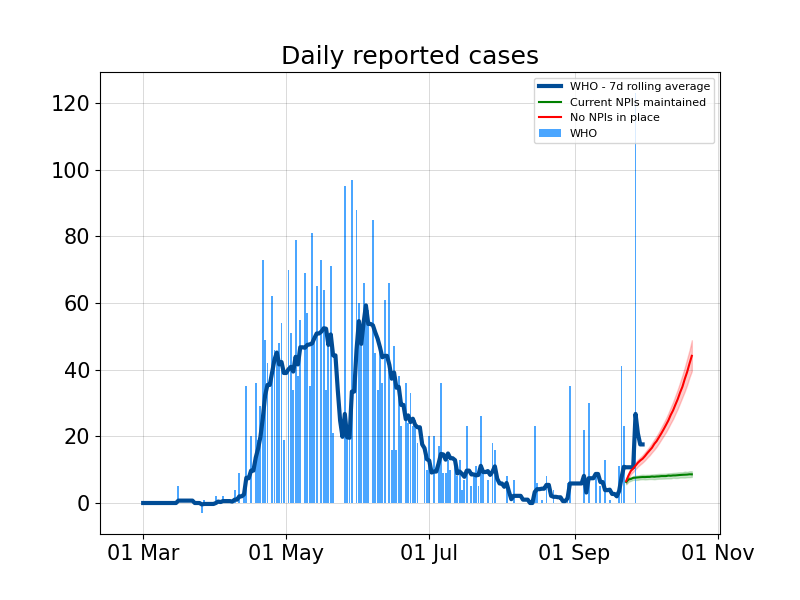 Daily reported cases
WHO - 7d rolling average
Current NPIs maintained
No NPIs in place
WHO
120
100
80
60
40
20
0
01 Mar
01 May
01 Jul
01 Sep
01 Nov